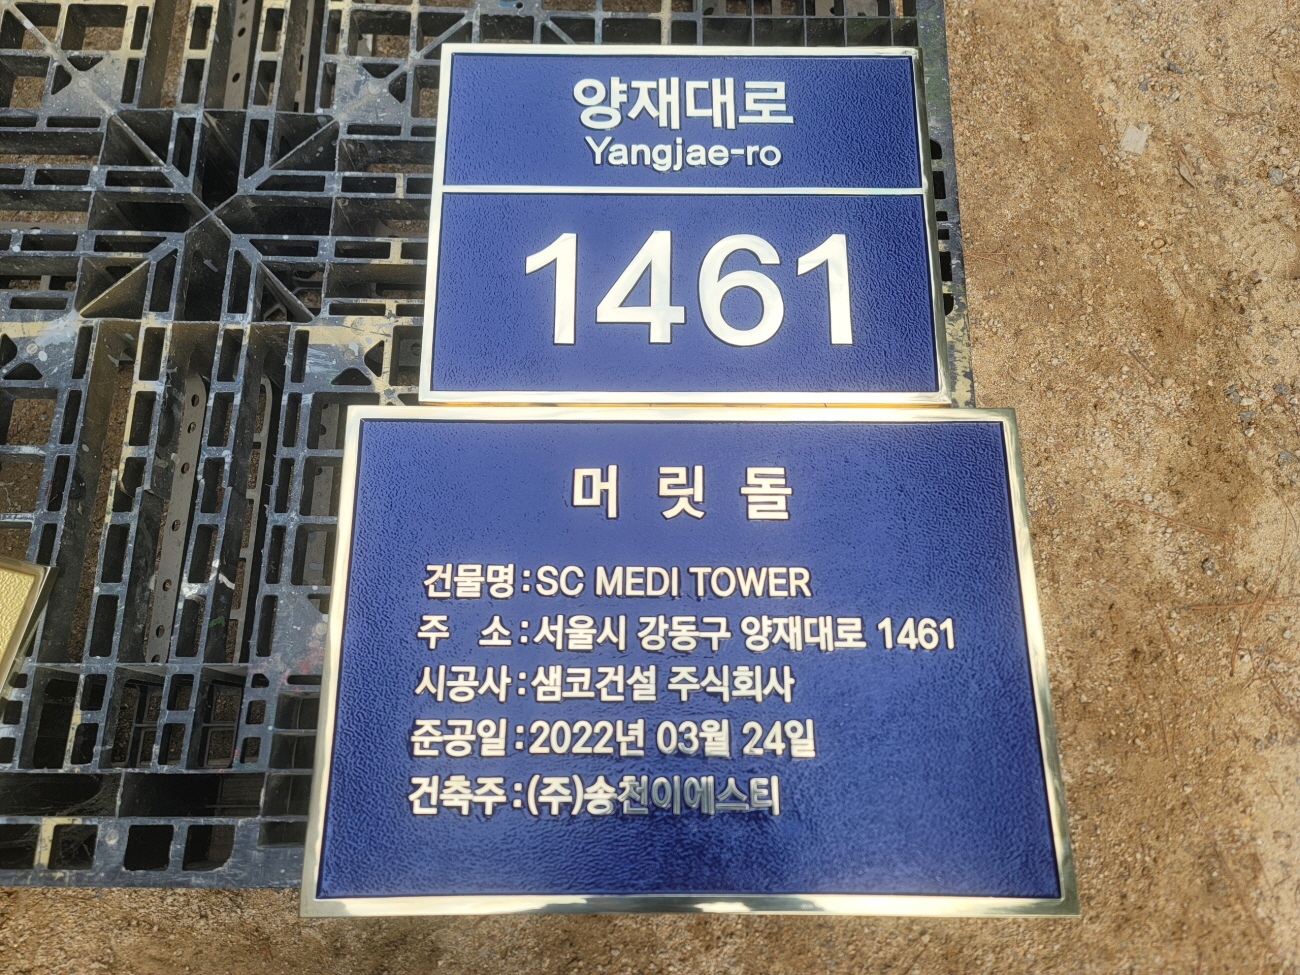 양재대로
Yangjae-ro
1461
머 릿 돌
건물명 : SC MEDI TOWER
주 소 : 서울시 강동구 양재대로 1461
시공사 : 샘코건설 주식회사
준공일 : 2022년 03월 24일
건축주 : (주)송천이에스티